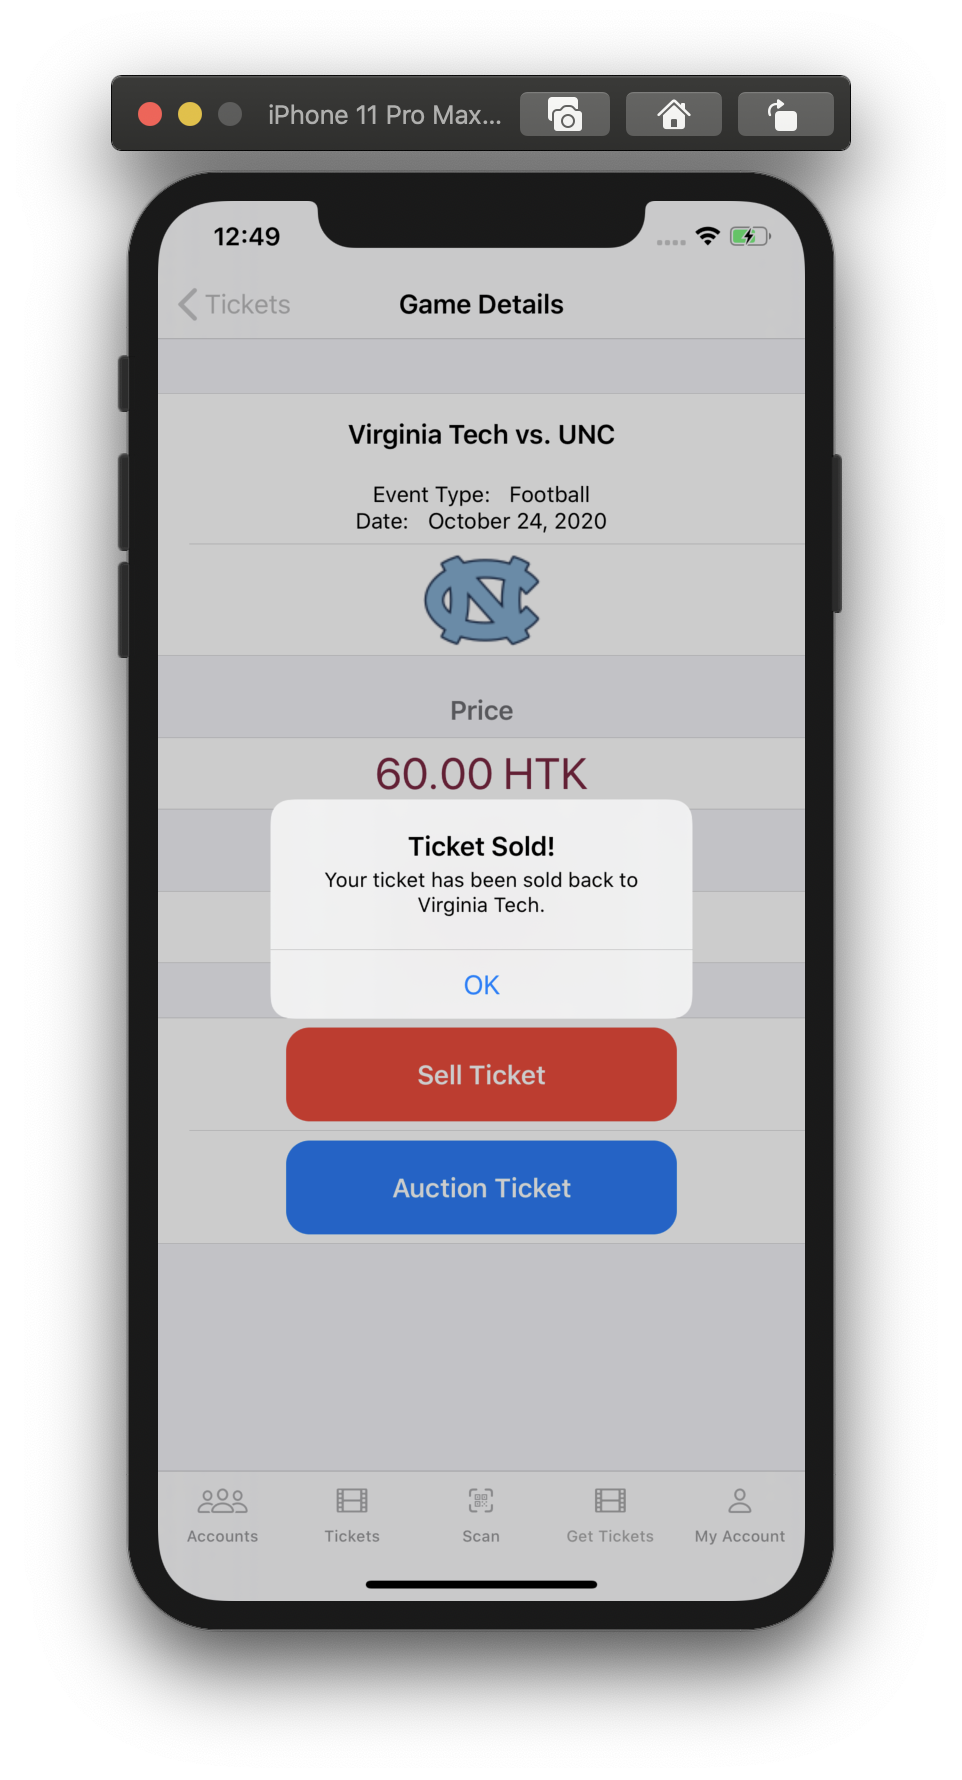 iPhone 11 Pro Max...
12:49
Tickets
Game Details
Virginia Tech vs. UNC
Event Type: Football
Date: October 24, 2020
NC
Price
60.00 HTK
Ticket Sold!
Your ticket has been sold back to
Virginia Tech.
OK
Sell Ticket
Auction Ticket
Accounts
Tickets
Scan
Get Tickets
My Account